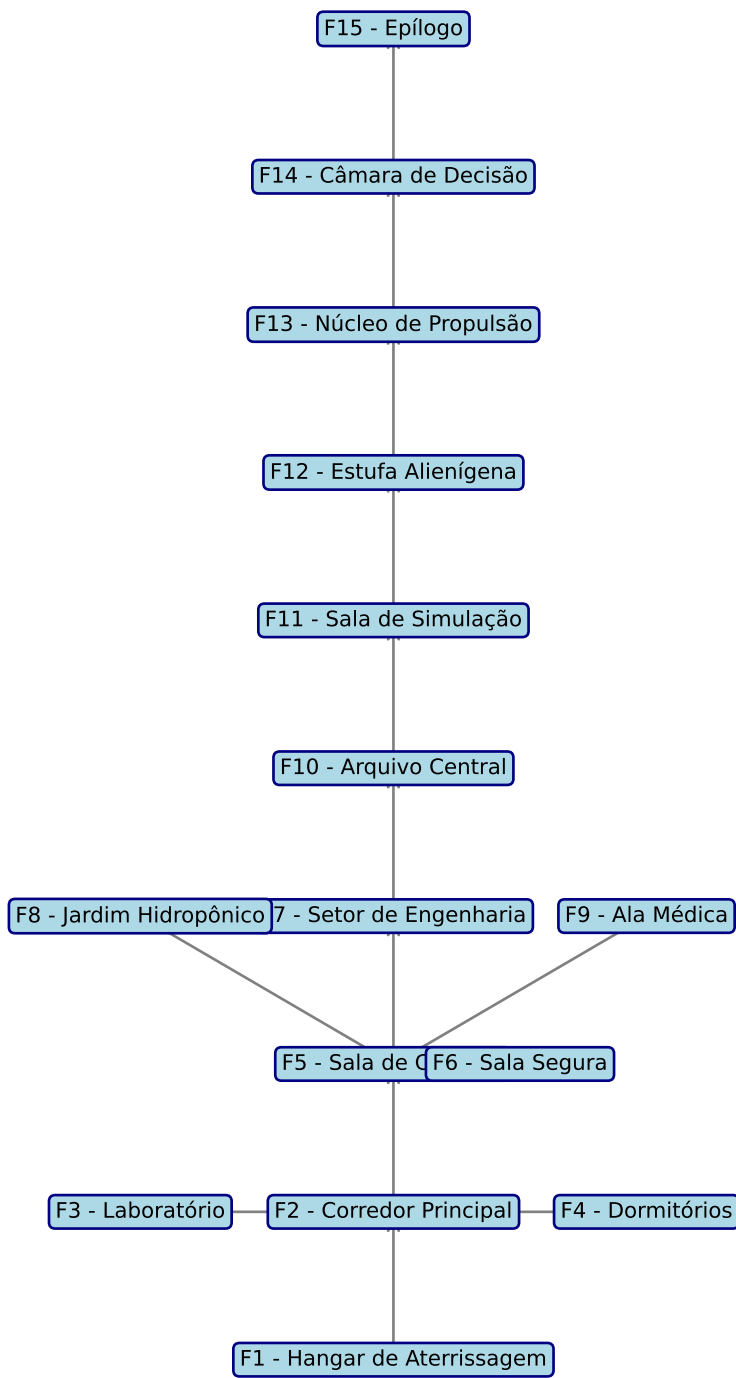 F15 - Epílogo
F14 - Câmara de Decisão
F13 - Núcleo de Propulsão
F12 - Estufa Alienígena
F11 - Sala de Simulação
F10 - Arquivo Central
F8 - Jardim Hidropônico 7 - Setor de Engenharia F9 - Ala Médica
F5 - Sala de F6 - Sala Segura
F3 - Laboratório F2 - Corredor Principal F4 - Dormitórios
F1 - Hangar de Aterrissagem